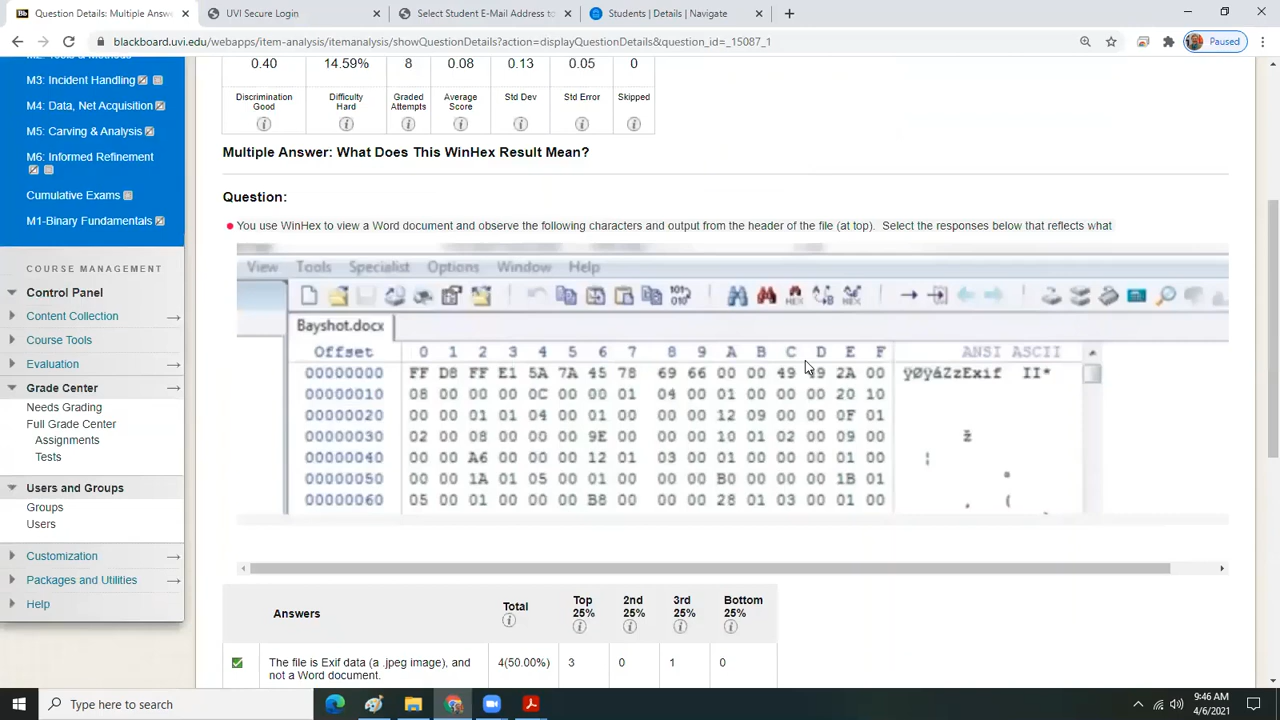 Question Details: Multiple Answe
UVI Secure Login
Select Student E-Mail Address to
Students | Details | Navigate
blackboard.uvi.edu/webapps/item-analysis/itemanalysis/showQuestionDetails?action=displayQuestionDetails&question_id=_15087_1
Paused
M3: Incident Handling
M4: Data, Net Acquisition
M5: Carving & Analysis
M6: Informed Refinement
Cumulative Exams
M1-Binary Fundamentals
COURSE MANAGEMENT
Control Panel
Content Collection
Course Tools
Evaluation
Grade Center
Needs Grading
Full Grade Center
Assignments
Tests
Users and Groups
Groups
Users
Customization
Packages and Utilities
Help
0.40 14.59% 8 0.08 0.13 0.05 0
Discrimination Good Difficulty Hard Graded Attempts Average Score Std Dev Std Error Skipped
Multiple Answer: What Does This WinHex Result Mean?
Question:
You use WinHex to view a Word document and observe the following characters and output from the header of the file (at top). Select the responses below that reflects what
View Tools Specialist Options Window Help
Bayshot.docx
Offset 0 1 2 3 4 5 6 7 8 9 A B C D E F ANSI ASCII
00000000 FF D8 FF E1 5A 7A 45 78 69 66 00 00 49 2A 00 ÿØÿáZzExif II*
00000010 08 00 00 00 0C 00 00 01 04 00 01 00 00 00 20 10
00000020 00 00 01 01 04 00 01 00 00 00 12 09 00 00 0F 01
00000030 02 00 08 00 00 00 9E 00 00 00 10 01 02 00 09 00 ž
00000040 00 00 A6 00 00 00 12 01 03 00 01 00 00 00 01 00 ¦
00000050 00 00 1A 01 05 00 01 00 00 00 B0 00 00 00 1B 01 °
00000060 05 00 01 00 00 00 B8 00 00 00 28 01 03 00 01 00 ¸ (
Answers Total Top 25% 2nd 25% 3rd 25% Bottom 25%
The file is Exif data (a .jpeg image), and not a Word document. 4(50.00%) 3 0 1 0
Type here to search
9:46 AM
4/6/2021